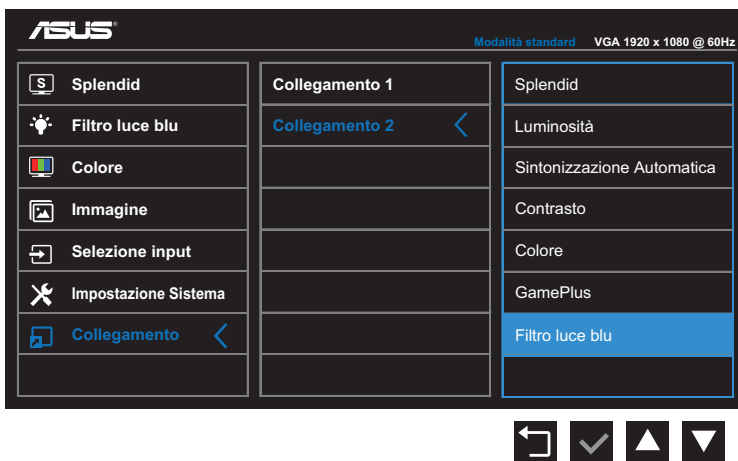 ASUS
Modalità standard VGA 1920 x 1080 @ 60Hz
S Splendid
Filtro luce blu
Colore
Immagine
Selezione input
Impostazione Sistema
Collegamento
Collegamento 1
Collegamento 2
Splendid
Luminosità
Sintonizzazione Automatica
Contrasto
Colore
GamePlus
Filtro luce blu